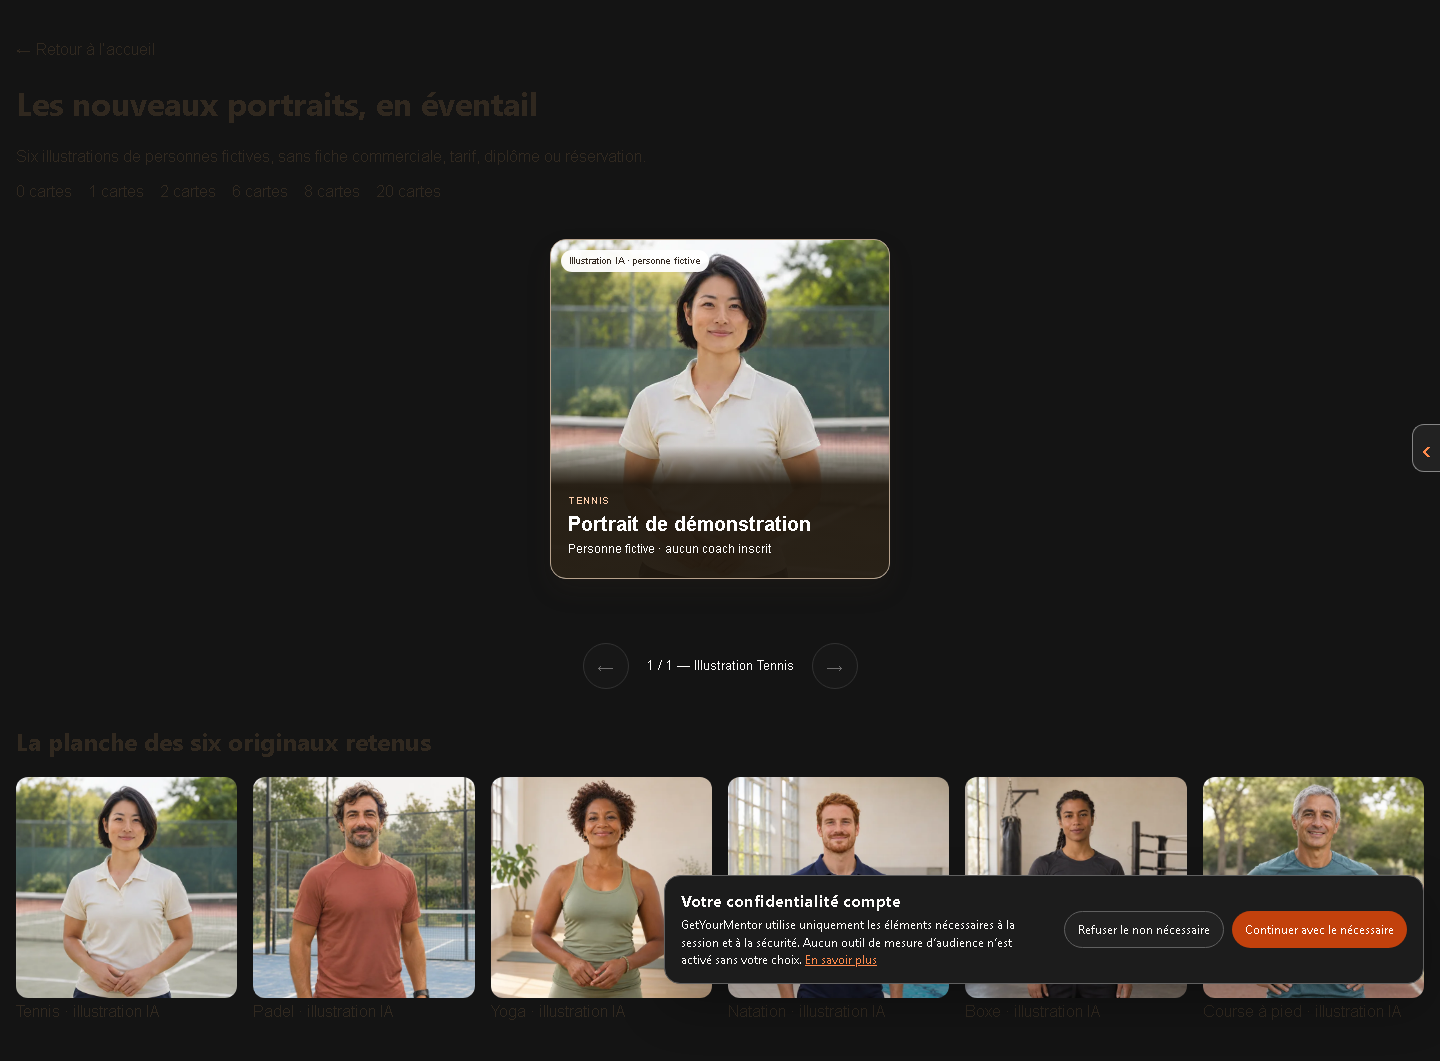 ← Retour à l'accueil
Les nouveaux portraits, en éventail
Six illustrations de personnes fictives, sans fiche commerciale, tarif, diplôme ou réservation.
0 cartes 1 cartes 2 cartes 6 cartes 8 cartes 20 cartes
Illustration IA · personne fictive
TENNIS
Portrait de démonstration
Personne fictive · aucun coach inscrit
← 1 / 1 — Illustration Tennis →
La planche des six originaux retenus
Votre confidentialité compte
GetYourMentor utilise uniquement les éléments nécessaires à la
session et à la sécurité. Aucun outil de mesure d'audience n'est
activé sans votre choix. En savoir plus
Refuser le non nécessaire
Continuer avec le nécessaire
Tennis · illustration IA
Padel · illustration IA
Yoga · illustration IA
Natation · illustration IA
Boxe · illustration IA
Course à pied · illustration IA